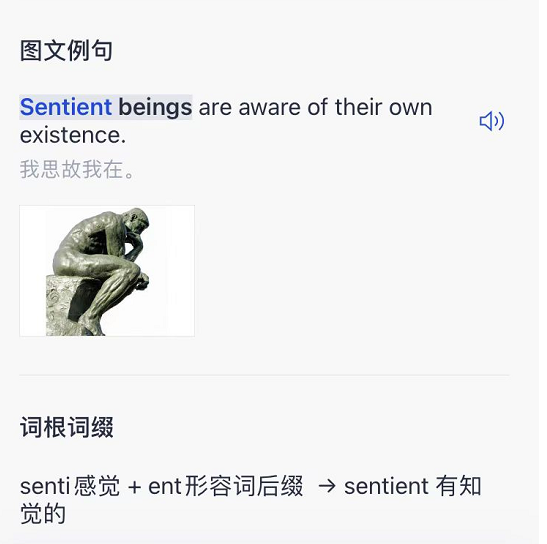 图文例句
Sentient beings are aware of their own
existence.
我思故我在。
词根词缀
senti感觉 + ent形容词后缀 → sentient 有知
觉的